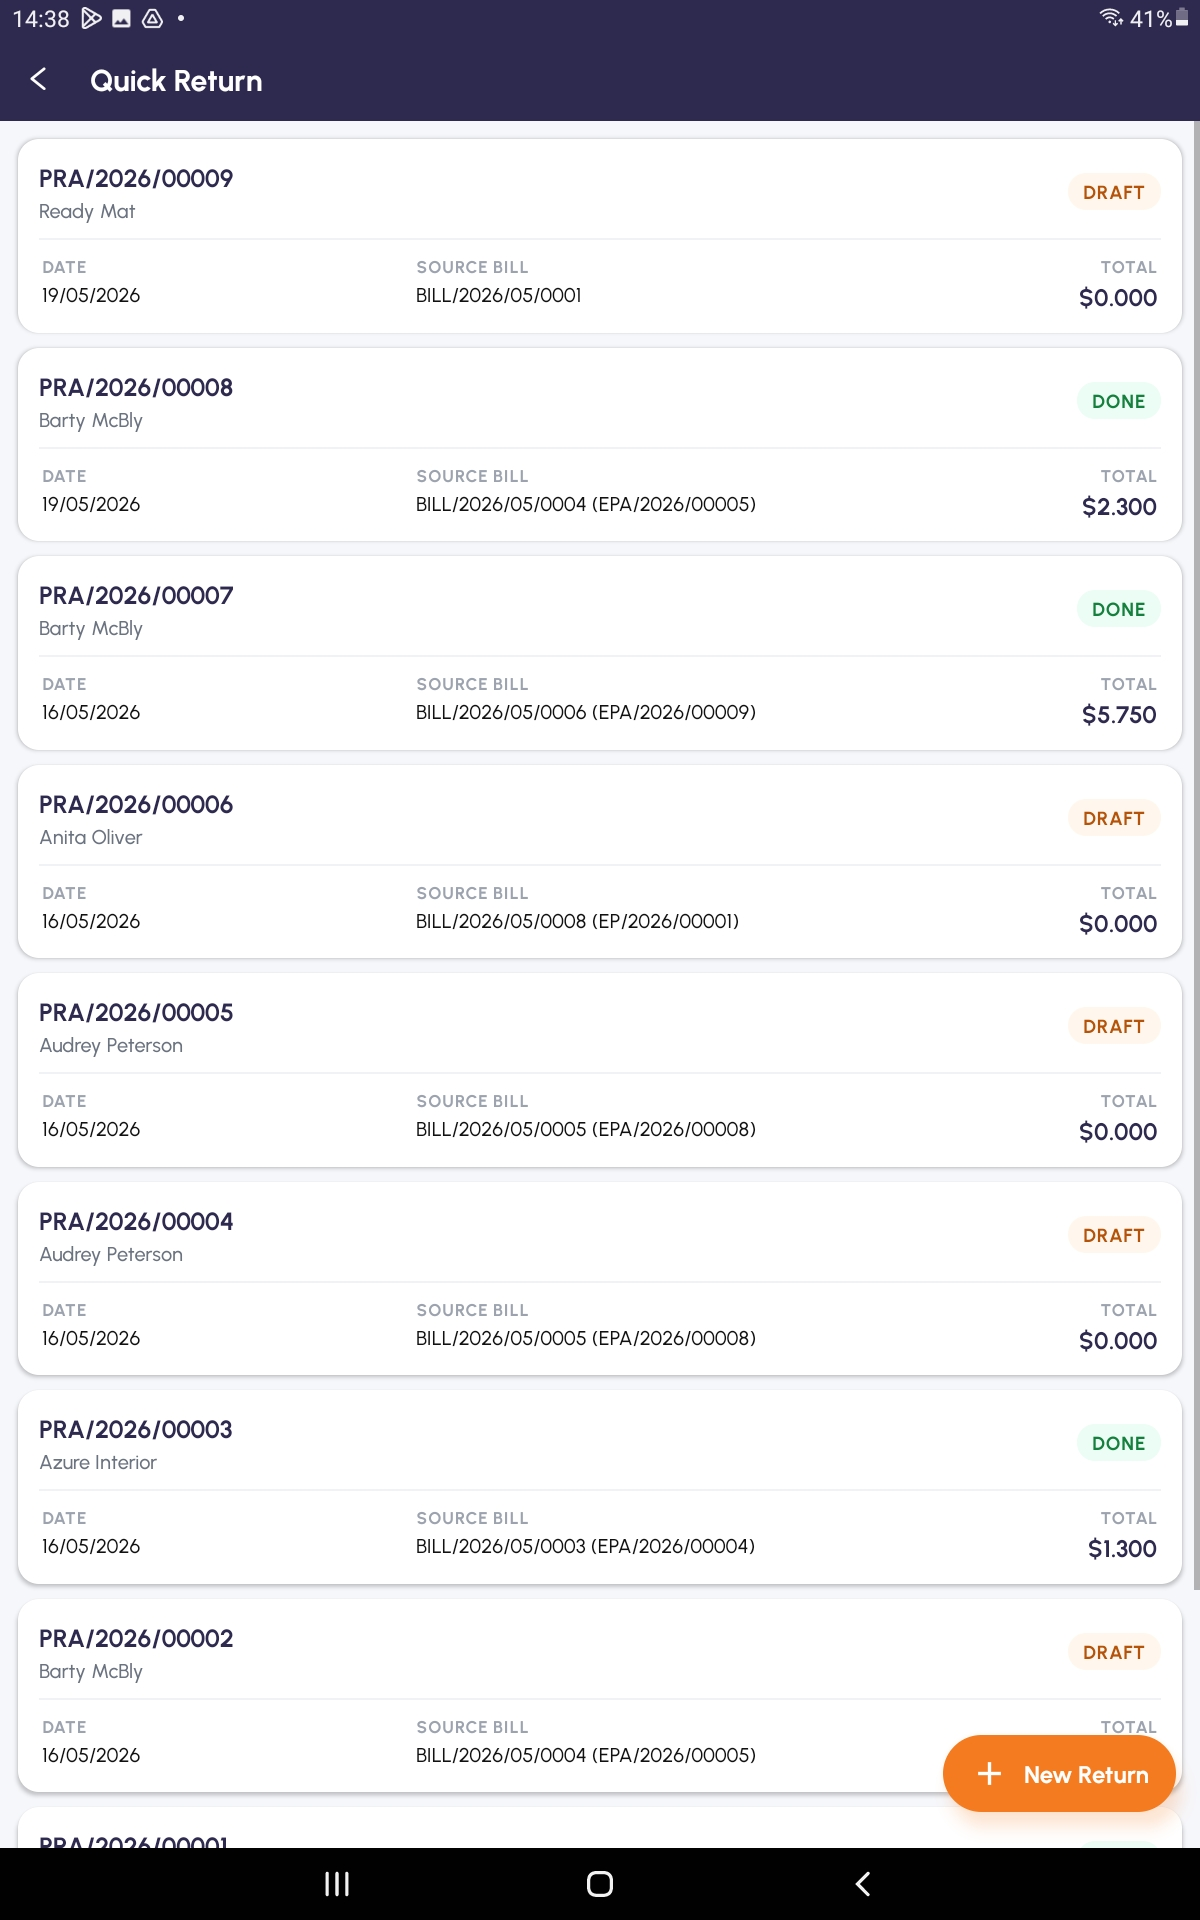 14:38
41%
Quick Return
PRA/2026/00009
DRAFT
Ready Mat
DATE
SOURCE BILL
TOTAL
19/05/2026
BILL/2026/05/0001
$0.000
PRA/2026/00008
DONE
Barty McBly
DATE
SOURCE BILL
TOTAL
19/05/2026
BILL/2026/05/0004 (EPA/2026/00005)
$2.300
PRA/2026/00007
DONE
Barty McBly
DATE
SOURCE BILL
TOTAL
16/05/2026
BILL/2026/05/0006 (EPA/2026/00009)
$5.750
PRA/2026/00006
DRAFT
Anita Oliver
DATE
SOURCE BILL
TOTAL
16/05/2026
BILL/2026/05/0008 (EP/2026/00001)
$0.000
PRA/2026/00005
DRAFT
Audrey Peterson
DATE
SOURCE BILL
TOTAL
16/05/2026
BILL/2026/05/0005 (EPA/2026/00008)
$0.000
PRA/2026/00004
DRAFT
Audrey Peterson
DATE
SOURCE BILL
TOTAL
16/05/2026
BILL/2026/05/0005 (EPA/2026/00008)
$0.000
PRA/2026/00003
DONE
Azure Interior
DATE
SOURCE BILL
TOTAL
16/05/2026
BILL/2026/05/0003 (EPA/2026/00004)
$1.300
PRA/2026/00002
DRAFT
Barty McBly
DATE
SOURCE BILL
TOTAL
16/05/2026
BILL/2026/05/0004 (EPA/2026/00005)
New Return
PRA/2026/00001